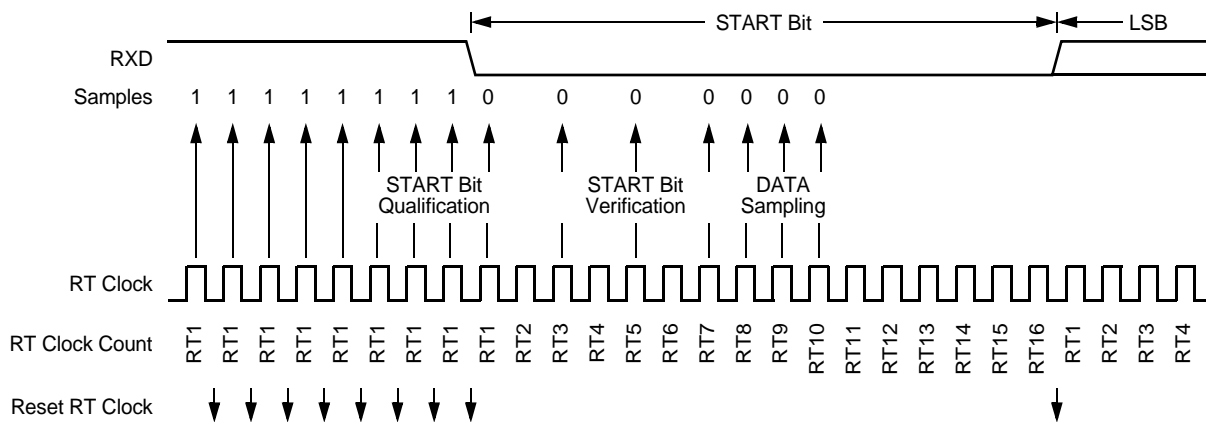 START Bit LSB
RXD
Samples 1 1 1 1 1 1 1 1 0 0 0 0 0 0 0
START Bit Qualification
START Bit Verification
DATA Sampling
RT Clock
RT Clock Count RT1 RT1 RT1 RT1 RT1 RT1 RT1 RT1 RT1 RT2 RT3 RT4 RT5 RT6 RT7 RT8 RT9 RT10 RT11 RT12 RT13 RT14 RT15 RT16 RT1 RT2 RT3 RT4
Reset RT Clock